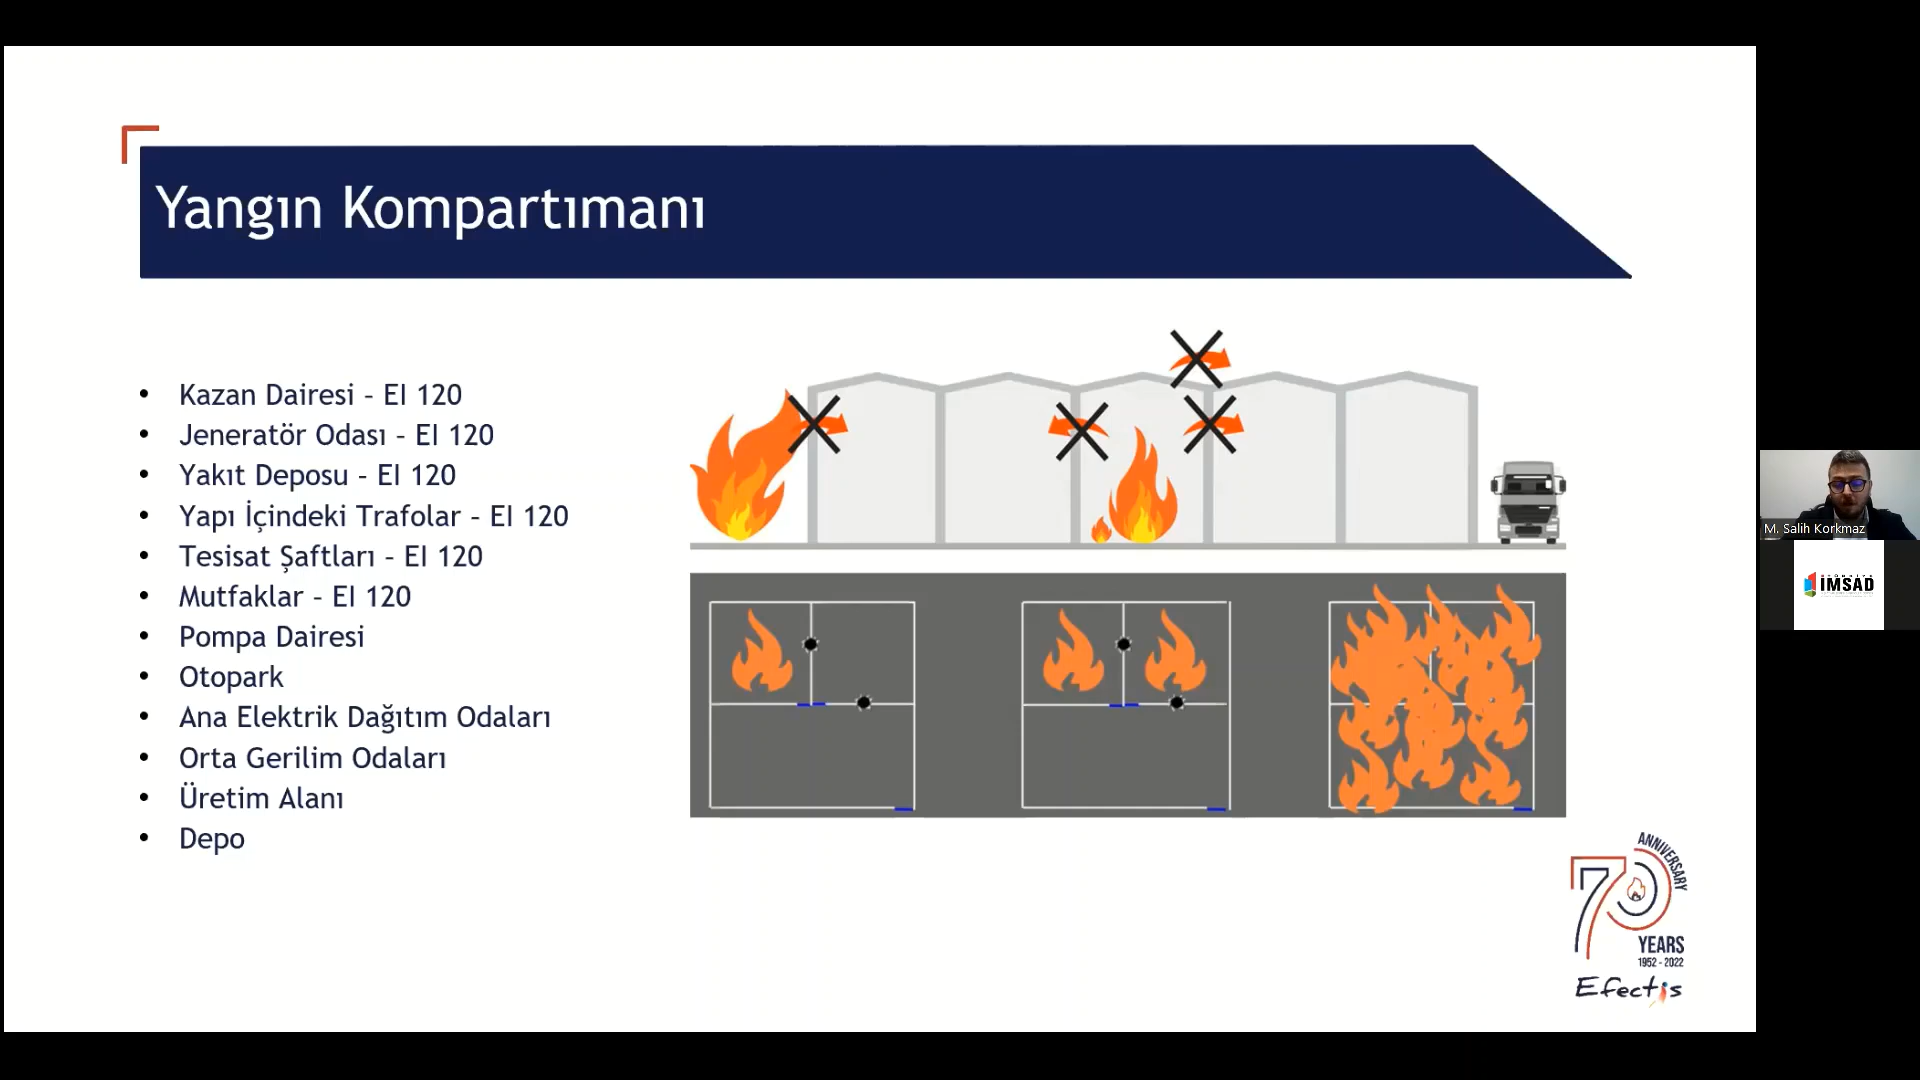 Yangın Kompartımanı
• Kazan Dairesi – EI 120
• Jeneratör Odası – EI 120
• Yakıt Deposu - EI 120
• Yapı İçindeki Trafolar – EI 120
• Tesisat Şaftları – EI 120
• Mutfaklar – EI 120
• Pompa Dairesi
• Otopark
• Ana Elektrik Dağıtım Odaları
• Orta Gerilim Odaları
• Üretim Alanı
• Depo
M. Salih Korkmaz
İMSAD
70
ANNIVERSARY
YEARS
1952 - 2022
Efectis